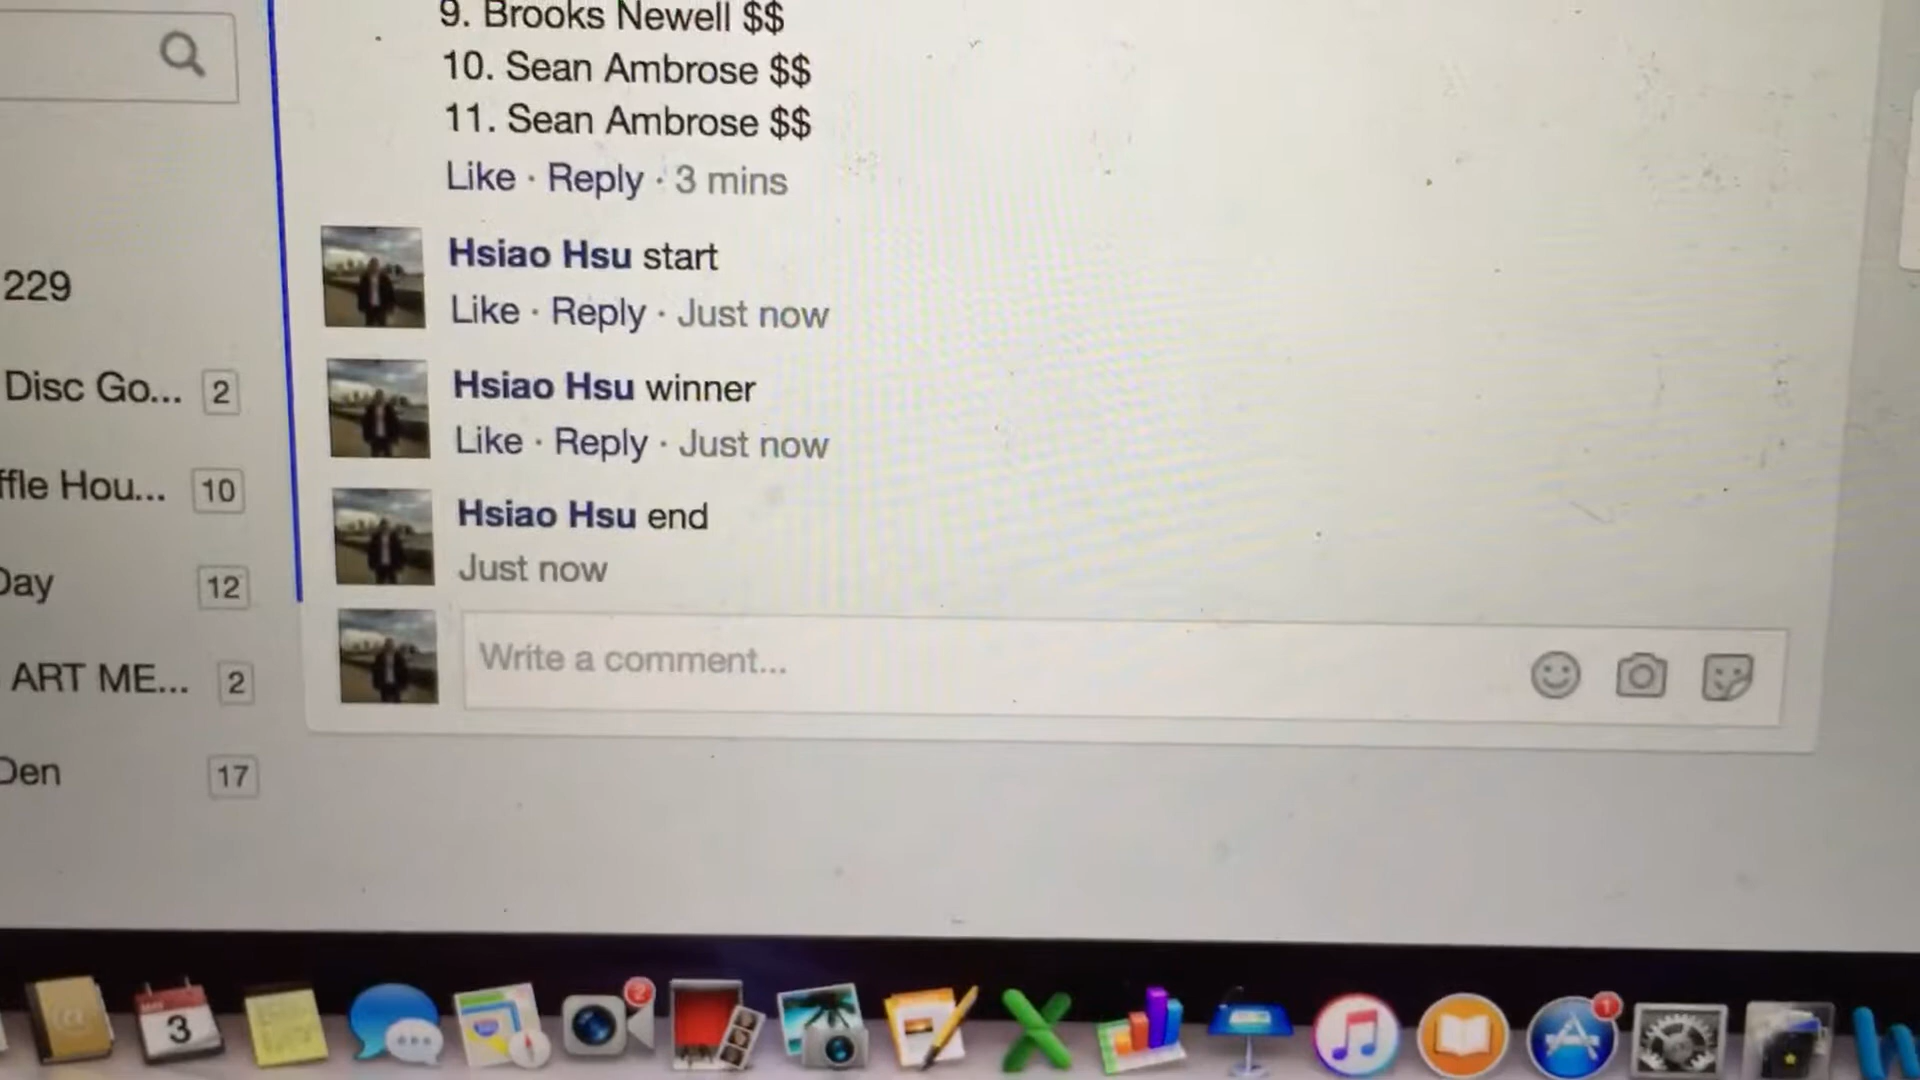 9. Brooks Newell $$
10. Sean Ambrose $$
11. Sean Ambrose $$
Like · Reply · 3 mins
Hsiao Hsu start
Like · Reply · Just now
Hsiao Hsu winner
Like · Reply · Just now
Hsiao Hsu end
Just now
Write a comment...
229
Disc Go... 2
ffle Hou... 10
Day 12
ART ME... 2
Den 17
3
2
1